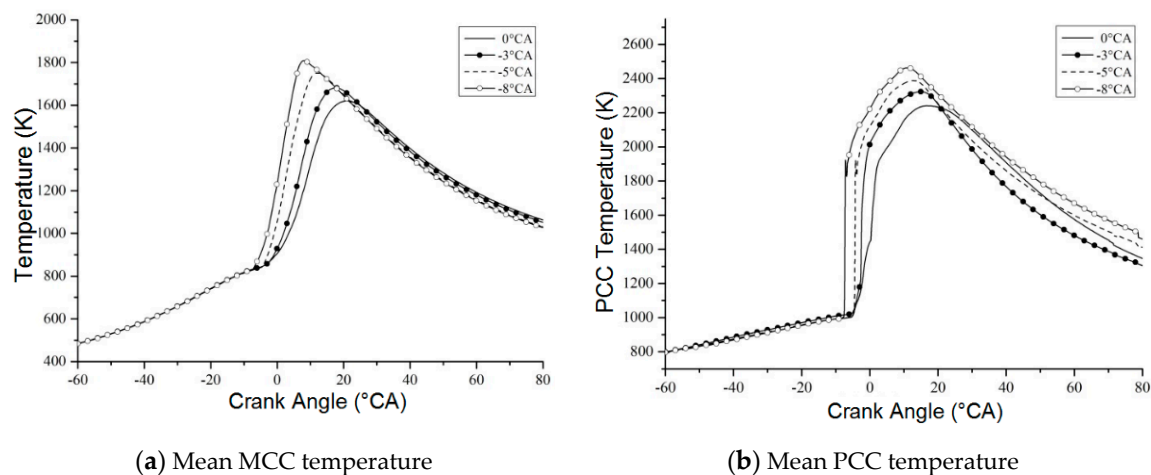 2000
1800
1600
1400
1200
1000
800
600
400
-60 -40 -20 0 20 40 60 80
Temperature (K)
Crank Angle (°CA)
0°CA
-3°CA
-5°CA
-8°CA
(a) Mean MCC temperature
2600
2400
2200
2000
1800
1600
1400
1200
1000
800
-60 -40 -20 0 20 40 60 80
PCC Temperature (K)
Crank Angle (°CA)
0°CA
-3°CA
-5°CA
-8°CA
(b) Mean PCC temperature